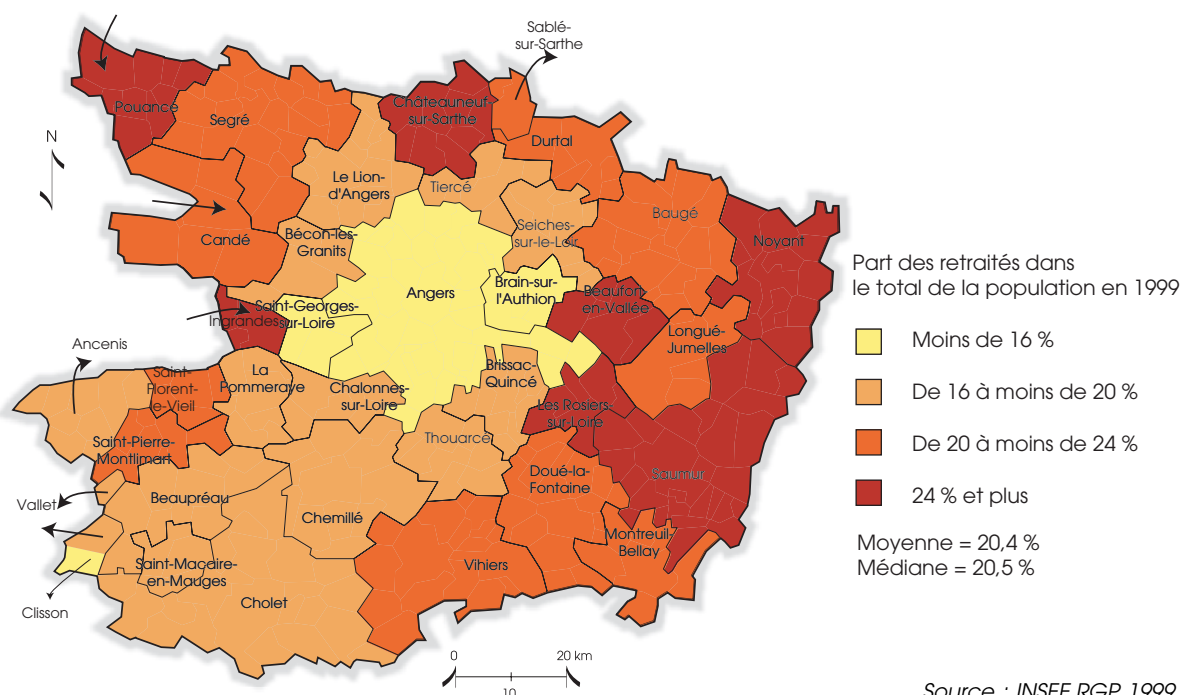 Sablé-
sur-Sarthe
Pouancé
Châteauneuf-
sur-Sarthe
Segré
Durtal
N
Le Lion-
d'Angers
Tiercé
Baugé
Seiches-
sur-le-Loir
Candé
Bécon-les-
Granits
Noyant
Angers
Brain-sur-
l'Authion
Beaufort-
en-Vallée
Saint-Georges-
sur-Loire
Ingrandes
Longué-
Jumelles
Ancenis
Saint-
Florent-
le-Vieil
La
Pommeraye
Chalonnes-
sur-Loire
Brissac-
Quincé
Les Rosiers-
sur-Loire
Thouarcé
Saint-Pierre-
Montlimart
Doué-la-
Fontaine
Saumur
Vallet
Beaupréau
Chemillé
Montreuil-
Bellay
Saint-Macaire-
en-Mauges
Vihiers
Cholet
Clisson
0 20 km
10
Part des retraités dans
le total de la population en 1999
Moins de 16 %
De 16 à moins de 20 %
De 20 à moins de 24 %
24 % et plus
Moyenne = 20,4 %
Médiane = 20,5 %
Source : INSEE RGP 1999